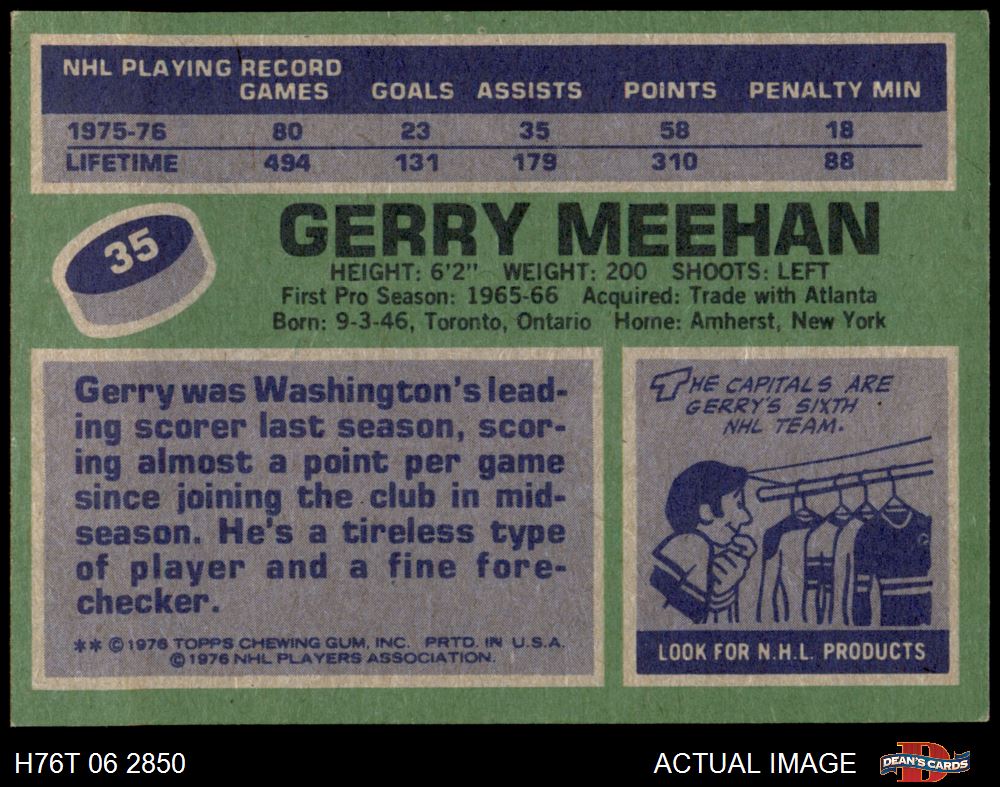 NHL PLAYING RECORD
GAMES GOALS ASSISTS POINTS PENALTY MIN
1975-76 80 23 35 58 18
LIFETIME 494 131 179 310 88
35
GERRY MEEHAN
HEIGHT: 6'2" WEIGHT: 200 SHOOTS: LEFT
First Pro Season: 1965-66 Acquired: Trade with Atlanta
Born: 9-3-46, Toronto, Ontario Home: Amherst, New York
Gerry was Washington's lead-
ing scorer last season, scor-
ing almost a point per game
since joining the club in mid-
season. He's a tireless type
of player and a fine fore-
checker.
** © 1976 TOPPS CHEWING GUM, INC. PRTD. IN U.S.A.
© 1976 NHL PLAYERS ASSOCIATION.
THE CAPITALS ARE
GERRY'S SIXTH
NHL TEAM.
LOOK FOR N.H.L. PRODUCTS
H76T 06 2850
ACTUAL IMAGE
DEAN'S CARDS